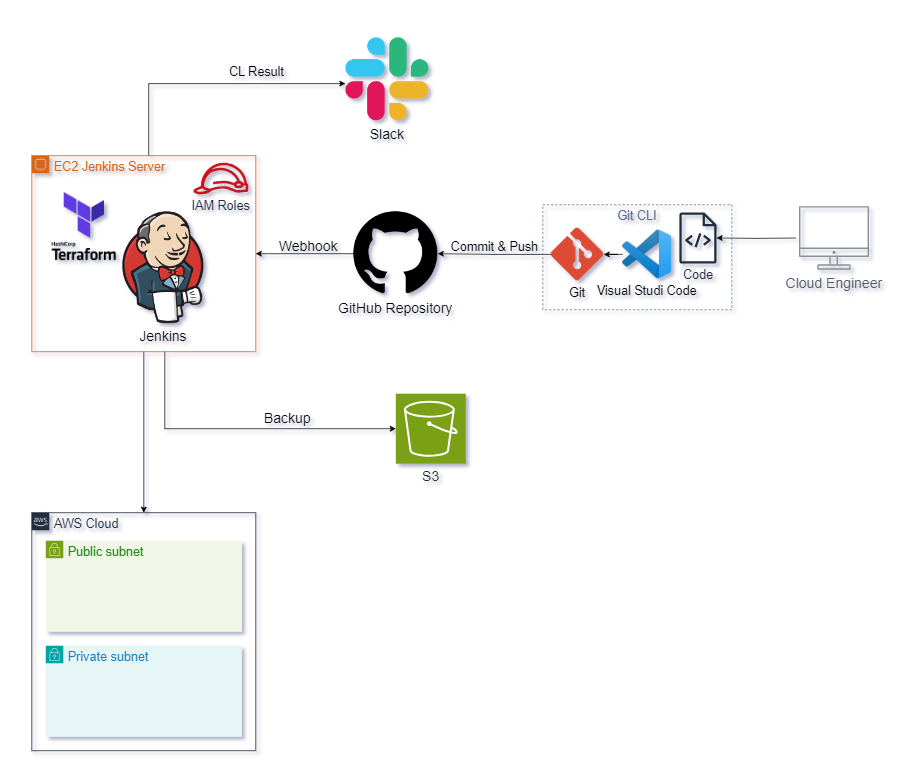 CL Result
Slack
EC2 Jenkins Server
IAM Roles
HashiCorp
Terraform
Jenkins
Webhook
GitHub Repository
Commit & Push
Git CLI
Git
Visual Studi Code
</>
Code
Cloud Engineer
Backup
S3
aws
AWS Cloud
Public subnet
Private subnet